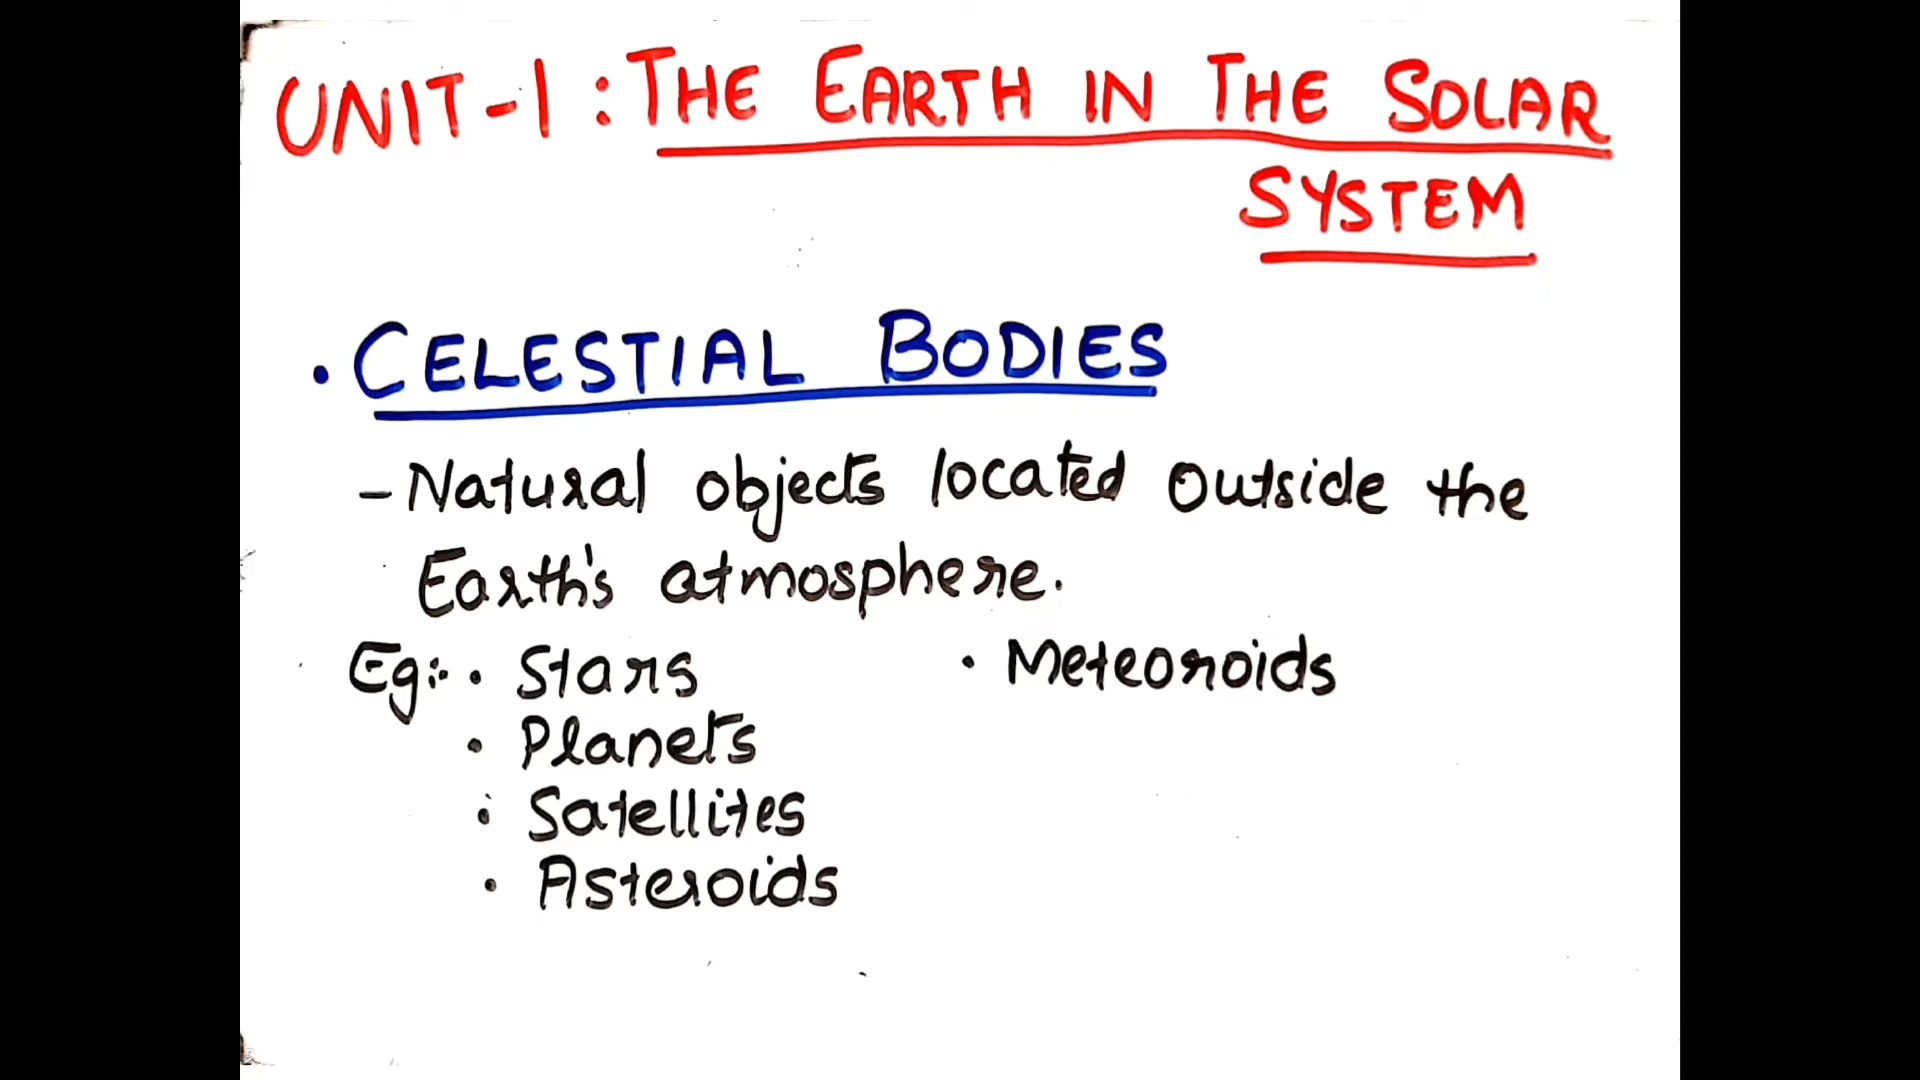 UNIT-1 : THE EARTH IN THE SOLAR
SYSTEM
• CELESTIAL BODIES
- Natural objects located outside the
Earth's atmosphere.
Eg:- • Stars • Meteoroids
• Planets
• Satellites
• Asteroids